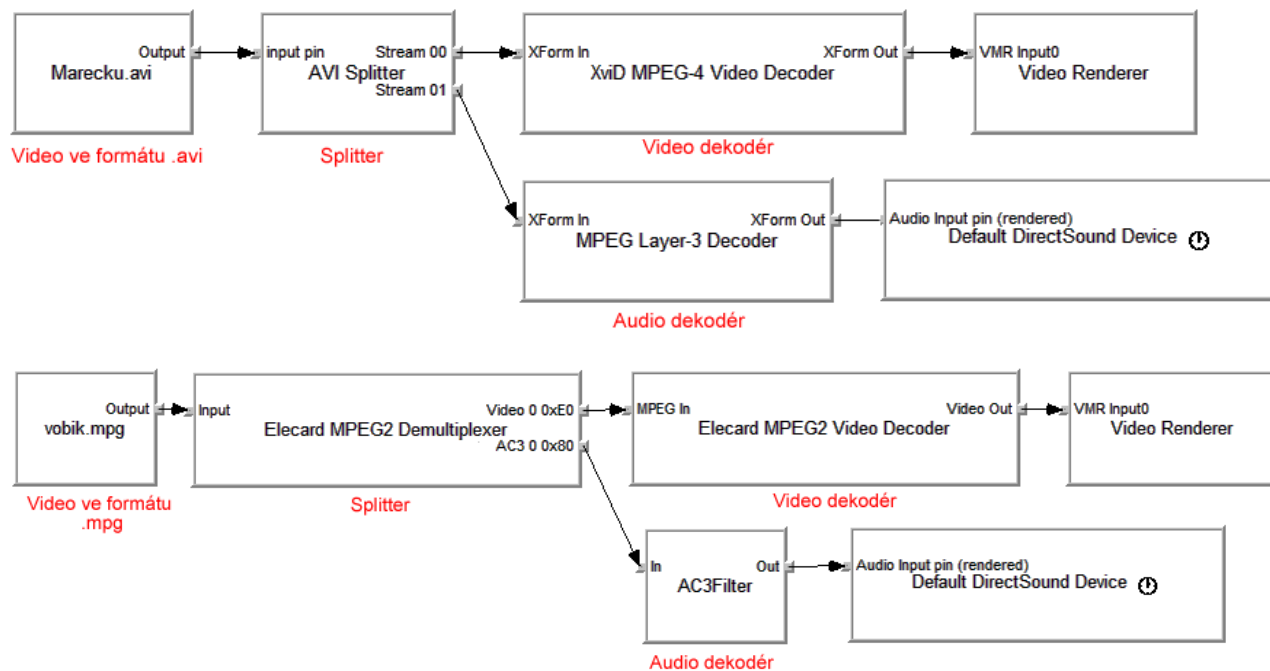 Output
Marecku.avi
Video ve formátu .avi
input pin
Stream 00
AVI Splitter
Stream 01
Splitter
XForm In
XForm Out
XviD MPEG-4 Video Decoder
Video dekodér
VMR Input0
Video Renderer
XForm In
XForm Out
MPEG Layer-3 Decoder
Audio dekodér
Audio Input pin (rendered)
Default DirectSound Device
Output
vobik.mpg
Video ve formátu
.mpg
Input
Video 0 0xE0
Elecard MPEG2 Demultiplexer
AC3 0 0x80
Splitter
MPEG In
Video Out
Elecard MPEG2 Video Decoder
Video dekodér
VMR Input0
Video Renderer
In
Out
AC3Filter
Audio dekodér
Audio Input pin (rendered)
Default DirectSound Device